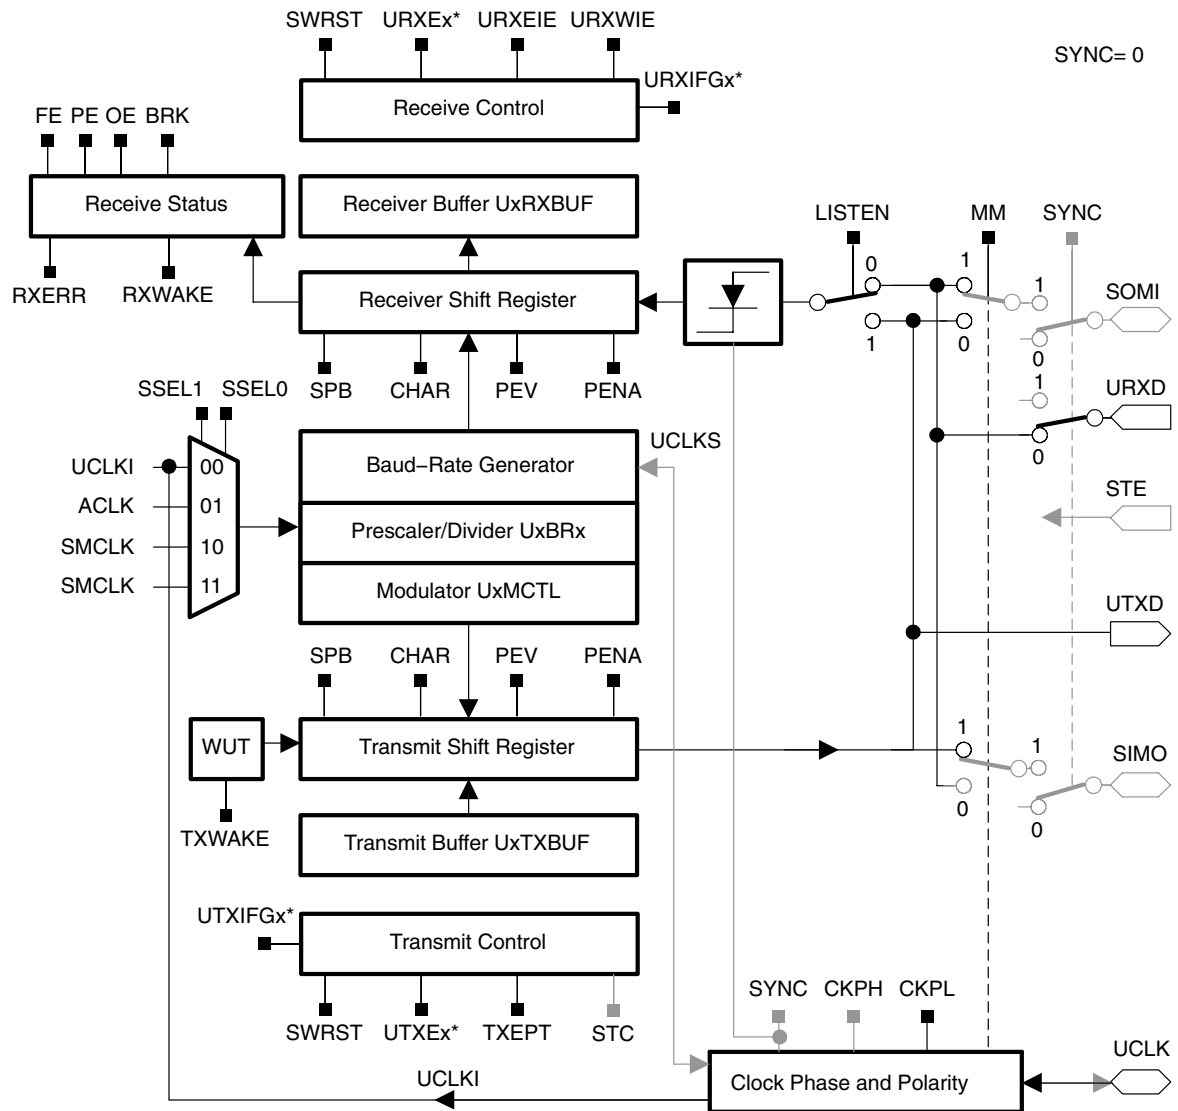 SWRST URXEx* URXEIE URXWIE
SYNC= 0
URXIFGx*
Receive Control
FE PE OE BRK
Receive Status
Receiver Buffer UxRXBUF
LISTEN MM SYNC
RXERR RXWAKE
Receiver Shift Register
0 1 1
SOMI
1 0 0
SPB CHAR PEV PENA
SSEL1 SSEL0
1
URXD
0
UCLKS
UCLKI 00
ACLK 01
SMCLK 10
SMCLK 11
Baud–Rate Generator
Prescaler/Divider UxBRx
Modulator UxMCTL
STE
UTXD
SPB CHAR PEV PENA
WUT
Transmit Shift Register
1 1
SIMO
0 0
TXWAKE
Transmit Buffer UxTXBUF
UTXIFGx*
Transmit Control
SWRST UTXEx* TXEPT STC
SYNC CKPH CKPL
UCLK
Clock Phase and Polarity
UCLKI